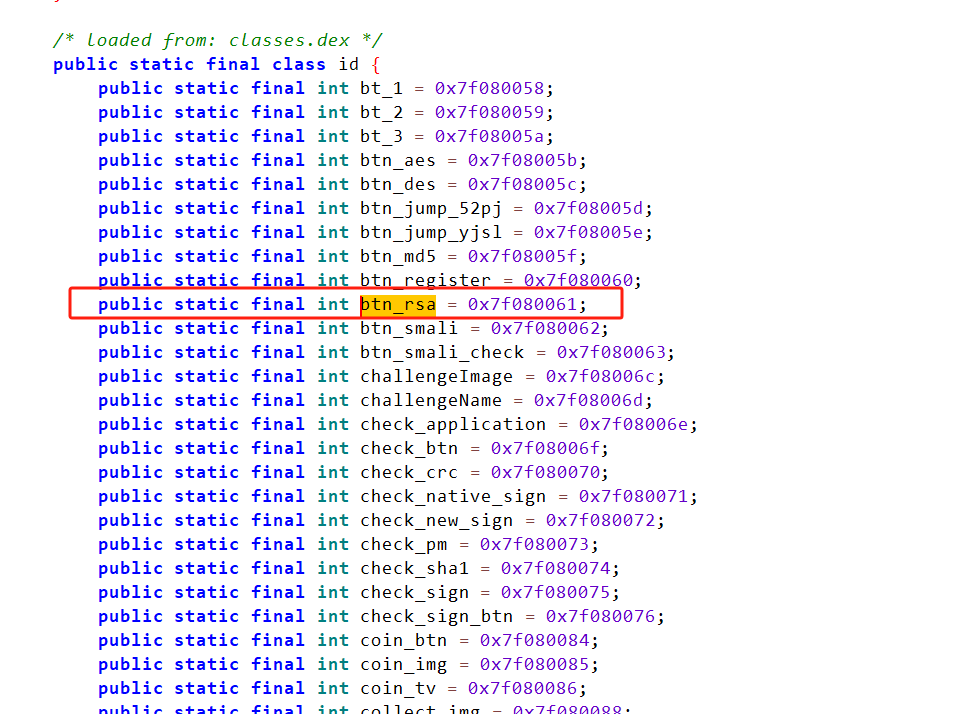 /* loaded from: classes.dex */
public static final class id {
public static final int bt_1 = 0x7f080058;
public static final int bt_2 = 0x7f080059;
public static final int bt_3 = 0x7f08005a;
public static final int btn_aes = 0x7f08005b;
public static final int btn_des = 0x7f08005c;
public static final int btn_jump_52pj = 0x7f08005d;
public static final int btn_jump_yjsl = 0x7f08005e;
public static final int btn_md5 = 0x7f08005f;
public static final int btn_register = 0x7f080060;
public static final int btn_rsa = 0x7f080061;
public static final int btn_smali = 0x7f080062;
public static final int btn_smali_check = 0x7f080063;
public static final int challengeImage = 0x7f08006c;
public static final int challengeName = 0x7f08006d;
public static final int check_application = 0x7f08006e;
public static final int check_btn = 0x7f08006f;
public static final int check_crc = 0x7f080070;
public static final int check_native_sign = 0x7f080071;
public static final int check_new_sign = 0x7f080072;
public static final int check_pm = 0x7f080073;
public static final int check_sha1 = 0x7f080074;
public static final int check_sign = 0x7f080075;
public static final int check_sign_btn = 0x7f080076;
public static final int coin_btn = 0x7f080084;
public static final int coin_img = 0x7f080085;
public static final int coin_tv = 0x7f080086;
public static final int collect_img = 0x7f080088;